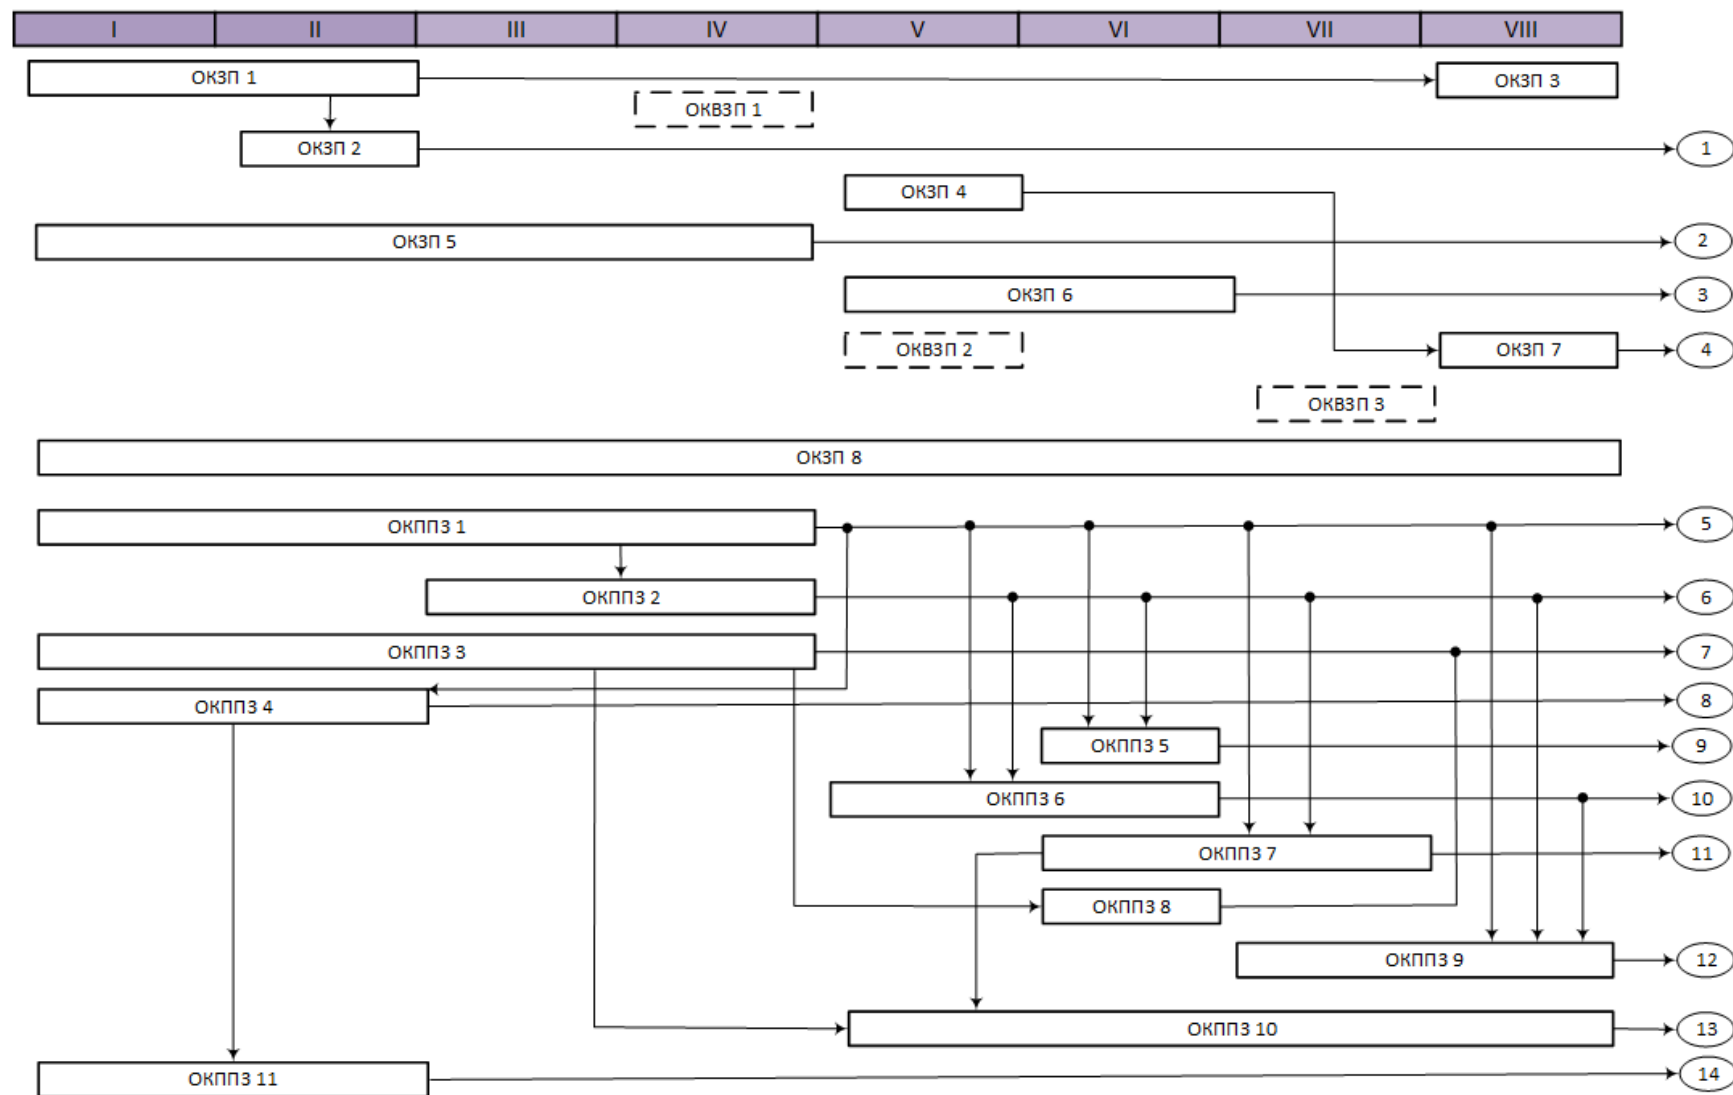 I II III IV V VI VII VIII
ОКЗП 1
ОКЗП 3
ОКВЗП 1
ОКЗП 2
1
ОКЗП 4
ОКЗП 5
2
ОКЗП 6
3
ОКВЗП 2
ОКЗП 7
4
ОКВЗП 3
ОКЗП 8
ОКППЗ 1
5
ОКППЗ 2
6
ОКППЗ 3
7
ОКППЗ 4
8
ОКППЗ 5
9
ОКППЗ 6
10
ОКППЗ 7
11
ОКППЗ 8
ОКППЗ 9
12
ОКППЗ 10
13
ОКППЗ 11
14